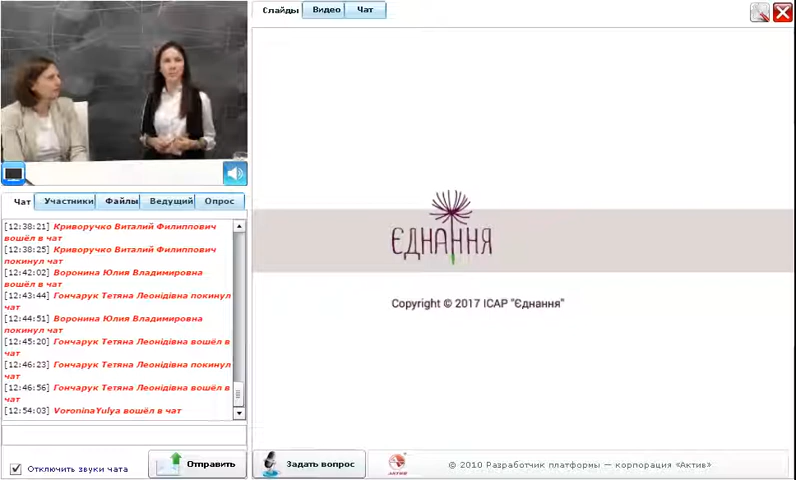 Слайды Видео Чат
Чат Участники Файлы Ведущий Опрос
[12:38:21] Криворучко Виталий Филиппович
вошёл в чат
[12:38:25] Криворучко Виталий Филиппович
покинул чат
[12:42:02] Воронина Юлия Владимировна
вошёл в чат
[12:43:44] Гончарук Тетяна Леонідівна покинул
чат
[12:44:51] Воронина Юлия Владимировна
покинул чат
[12:45:20] Гончарук Тетяна Леонідівна вошёл в
чат
[12:46:23] Гончарук Тетяна Леонідівна покинул
чат
[12:46:56] Гончарук Тетяна Леонідівна вошёл в
чат
[12:54:03] VoroninaYulya вошёл в чат
Отключить звуки чата
Отправить
ЄДНАННЯ
Copyright © 2017 ІСАР "Єднання"
Задать вопрос
АКТИВ
© 2010 Разработчик платформы — корпорация «Актив»